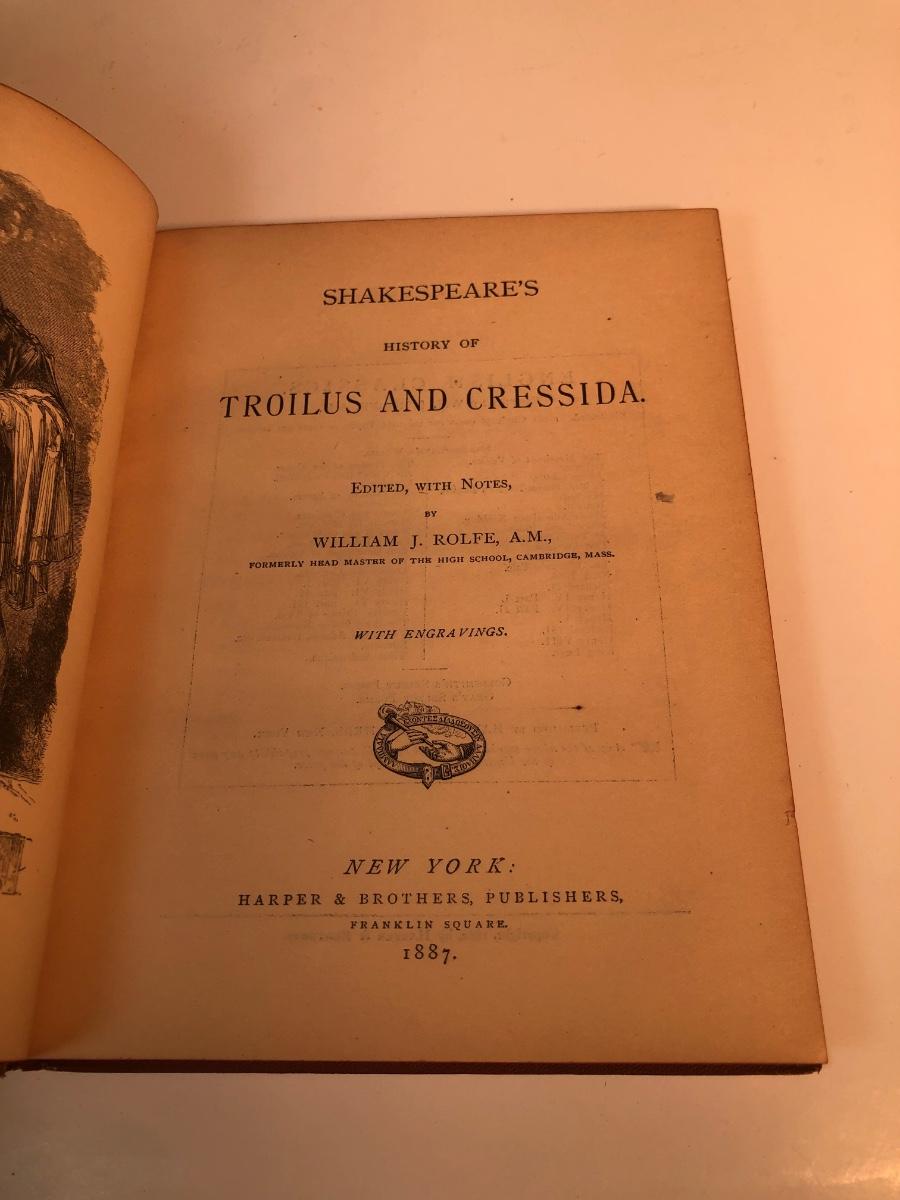 SHAKESPEARE'S
HISTORY OF
TROILUS AND CRESSIDA.
EDITED, WITH NOTES,
BY
WILLIAM J. ROLFE, A.M.,
FORMERLY HEAD MASTER OF THE HIGH SCHOOL, CAMBRIDGE, MASS.
WITH ENGRAVINGS.
NEW YORK:
HARPER & BROTHERS, PUBLISHERS,
FRANKLIN SQUARE.
1887.